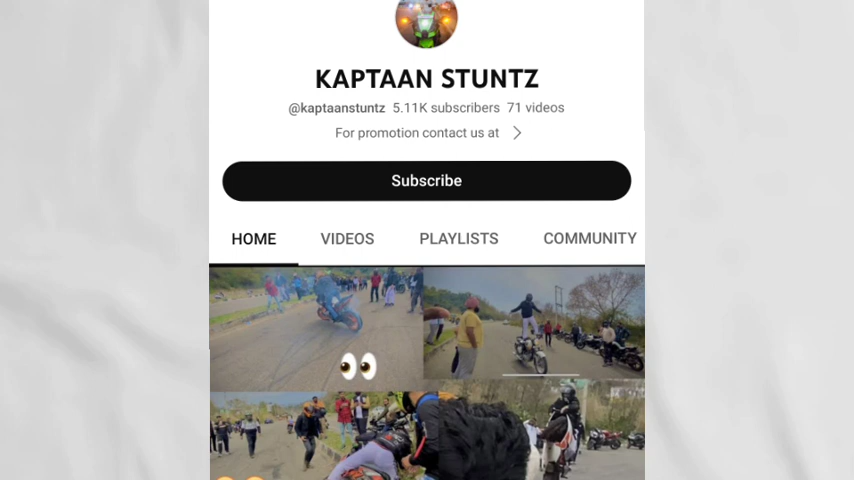 KAPTAAN STUNTZ
@kaptaanstuntz 5.11K subscribers 71 videos
For promotion contact us at
Subscribe
HOME VIDEOS PLAYLISTS COMMUNITY